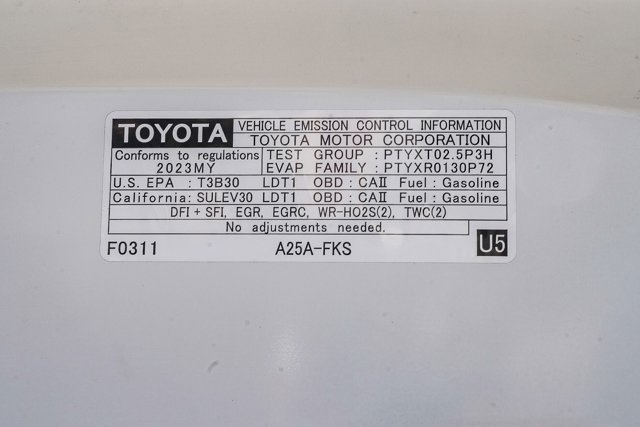 TOYOTA VEHICLE EMISSION CONTROL INFORMATION
TOYOTA MOTOR CORPORATION
Conforms to regulations TEST GROUP : PTYXT02.5P3H
2023MY EVAP FAMILY : PTYXR0130P72
U.S. EPA : T3B30 LDT1 OBD : CAII Fuel : Gasoline
California: SULEV30 LDT1 OBD : CAII Fuel : Gasoline
DFI + SFI, EGR, EGRC, WR-HO2S(2), TWC(2)
No adjustments needed.
F0311 A25A-FKS U5